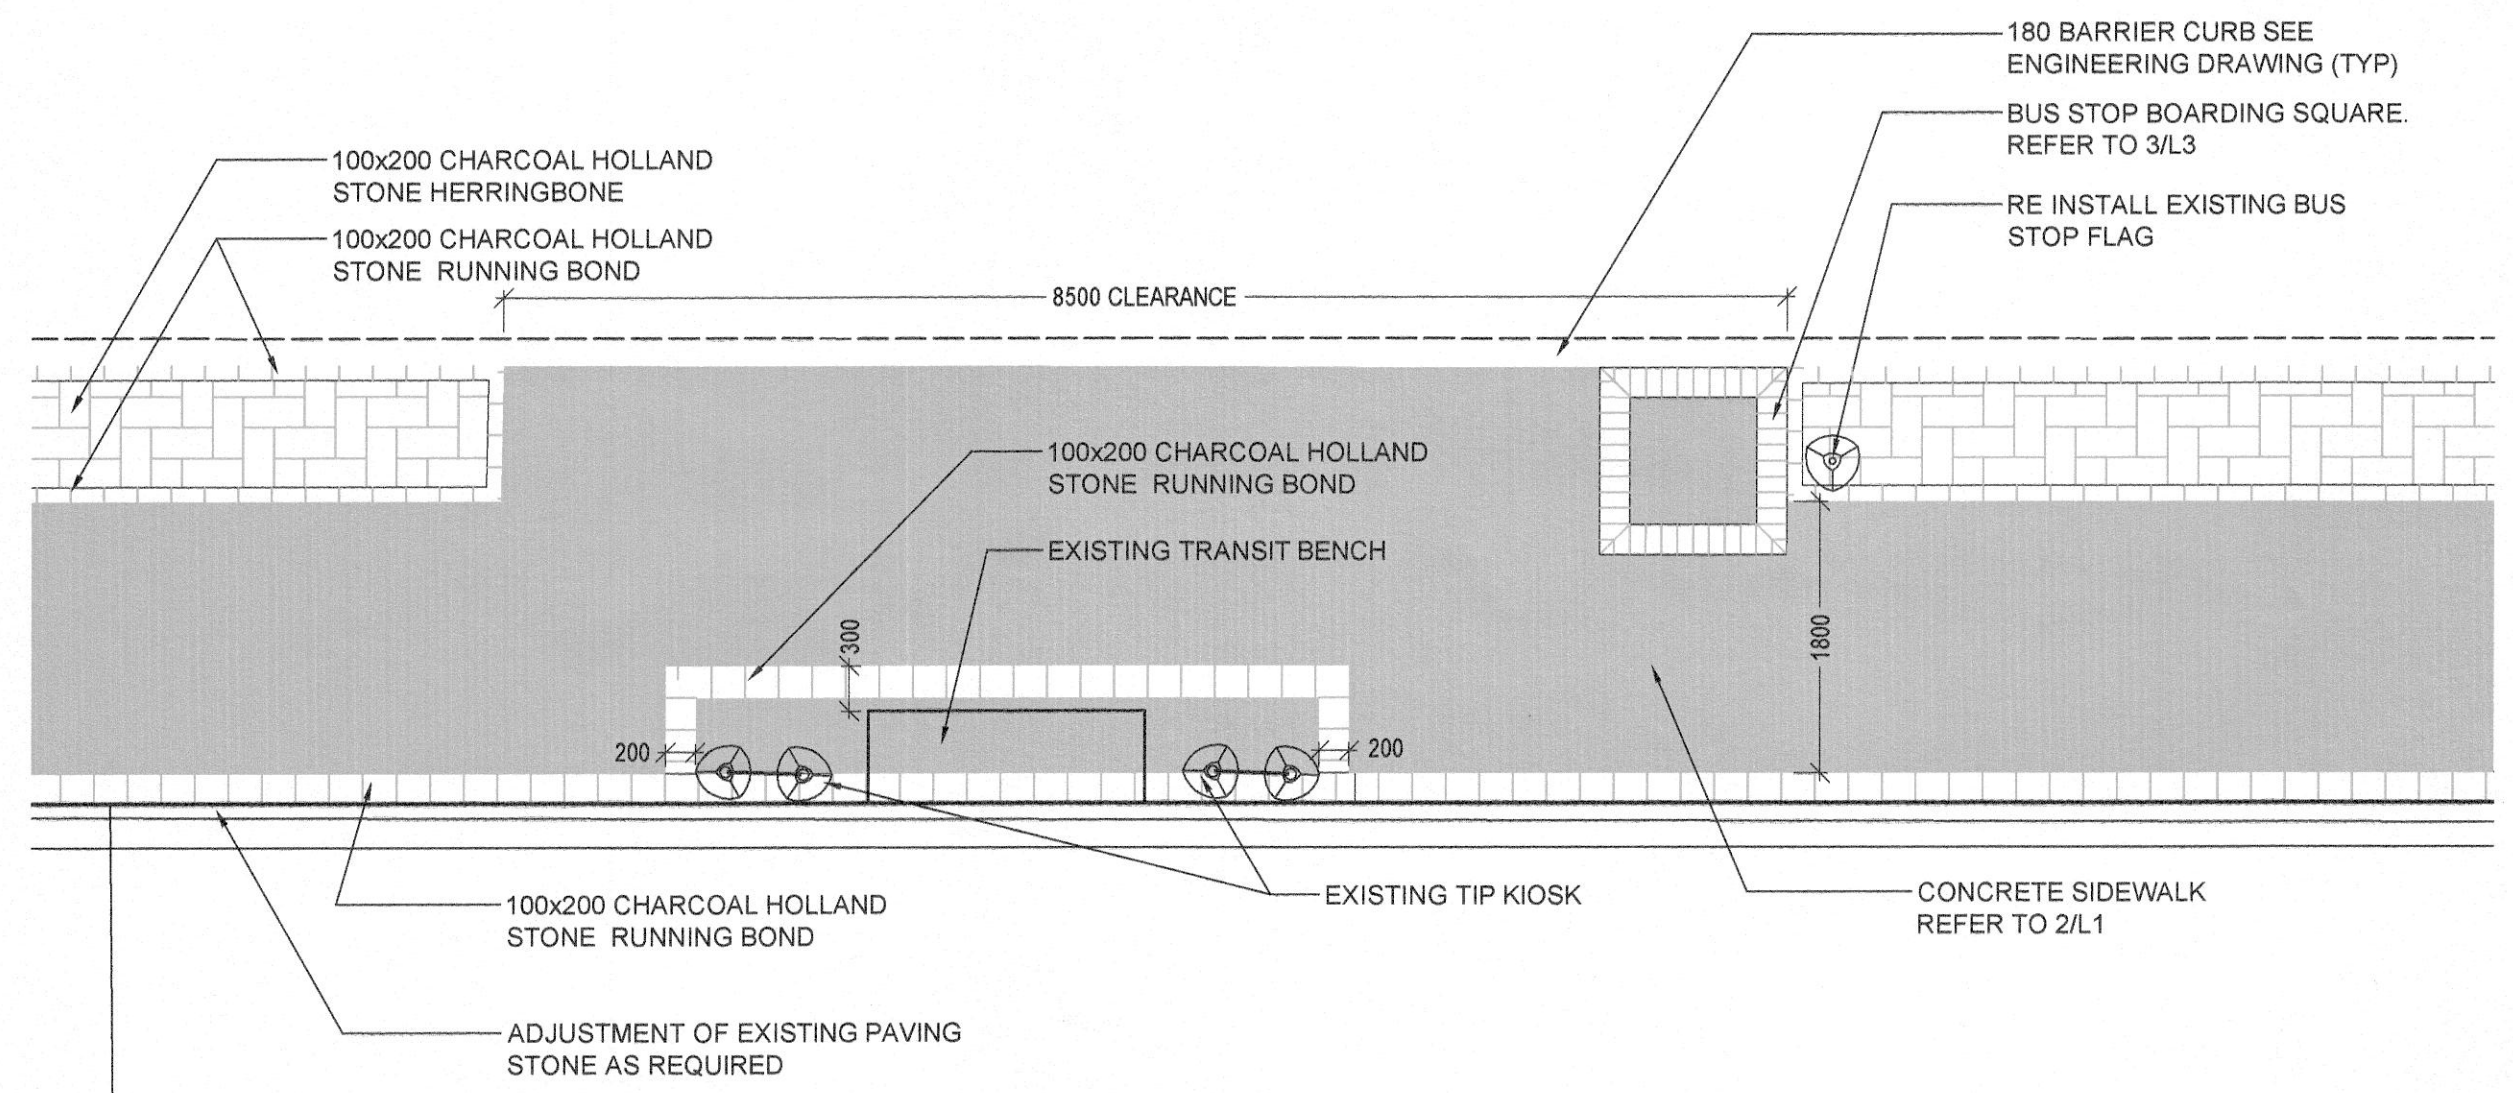 180 BARRIER CURB SEE
ENGINEERING DRAWING (TYP)
BUS STOP BOARDING SQUARE.
REFER TO 3/L3
RE INSTALL EXISTING BUS
STOP FLAG
100x200 CHARCOAL HOLLAND
STONE HERRINGBONE
100x200 CHARCOAL HOLLAND
STONE RUNNING BOND
8500 CLEARANCE
100x200 CHARCOAL HOLLAND
STONE RUNNING BOND
EXISTING TRANSIT BENCH
300
1800
200
200
EXISTING TIP KIOSK
CONCRETE SIDEWALK
REFER TO 2/L1
100x200 CHARCOAL HOLLAND
STONE RUNNING BOND
ADJUSTMENT OF EXISTING PAVING
STONE AS REQUIRED